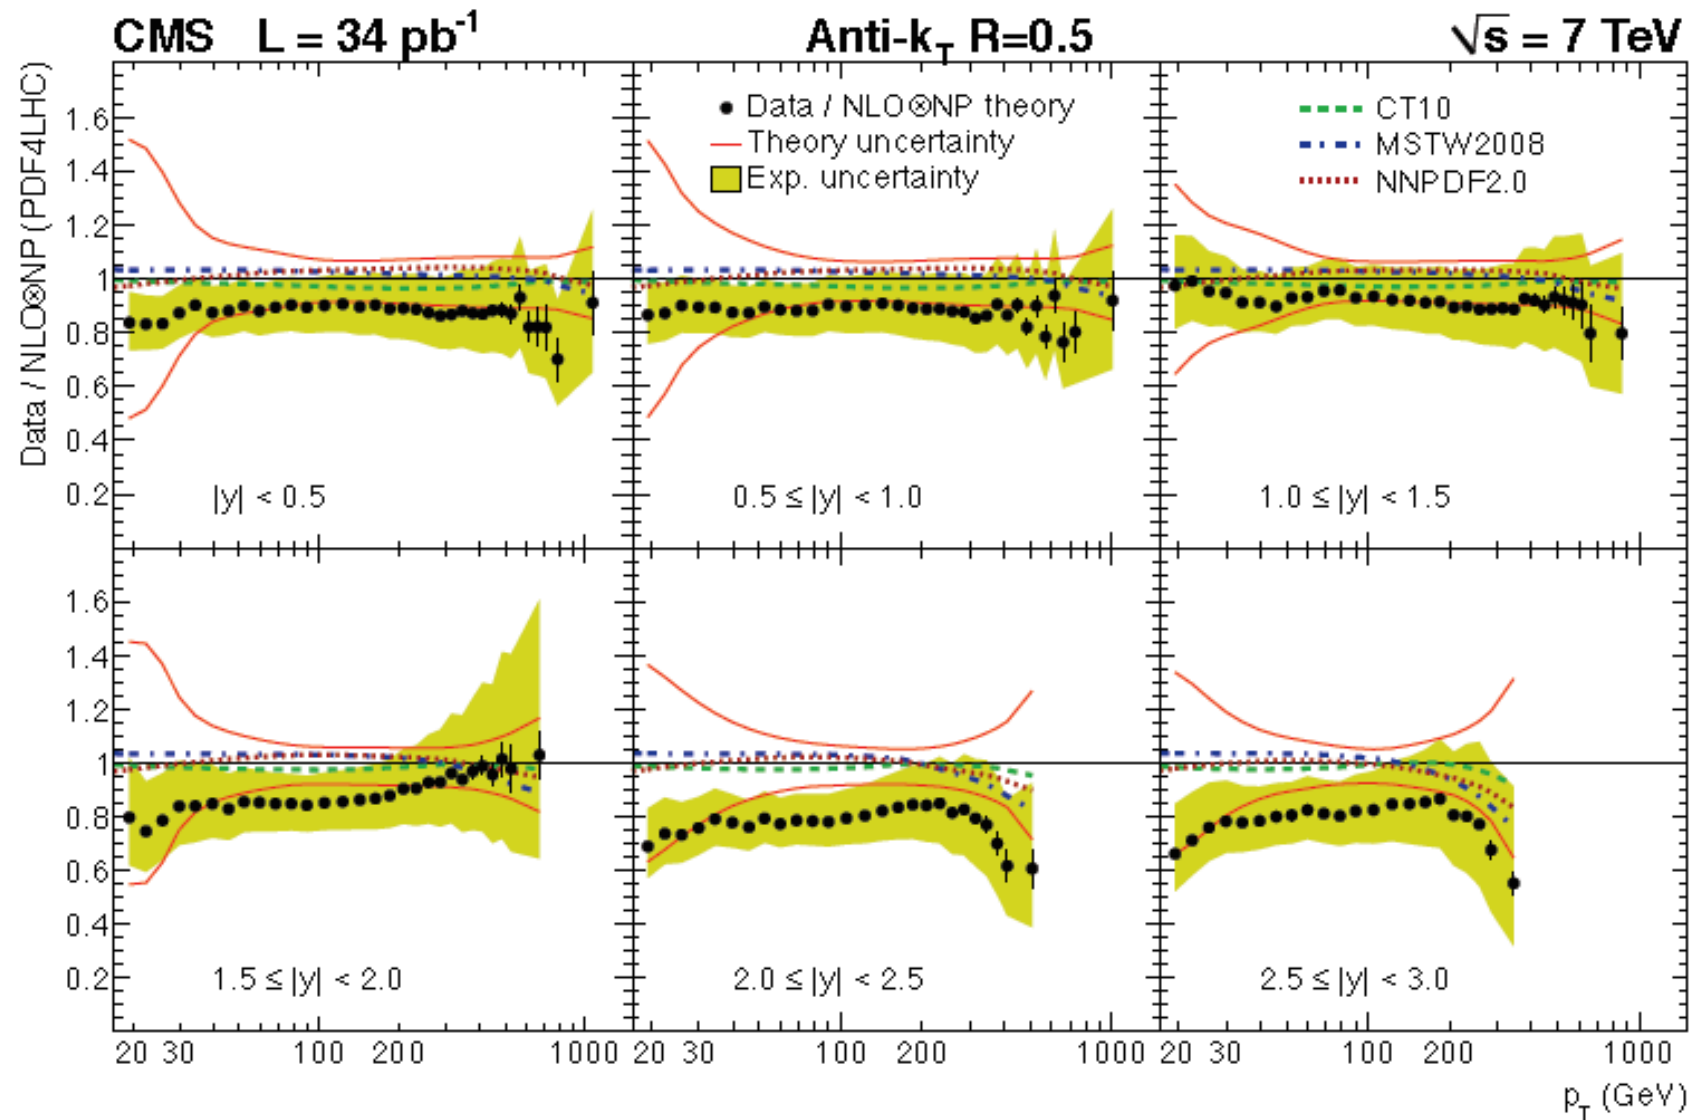 CMS L = 34 pb⁻¹ Anti-k_T R=0.5 √s = 7 TeV
Data / NLO⊗NP (PDF4LHC)
1.6
1.4
1.2
1
0.8
0.6
0.4
0.2
Data / NLO⊗NP theory
Theory uncertainty
Exp. uncertainty
CT10
MSTW2008
NNPDF2.0
|y| < 0.5
0.5 ≤ |y| < 1.0
1.0 ≤ |y| < 1.5
1.6
1.4
1.2
1
0.8
0.6
0.4
0.2
1.5 ≤ |y| < 2.0
2.0 ≤ |y| < 2.5
2.5 ≤ |y| < 3.0
20 30 100 200 1000 20 30 100 200 1000 20 30 100 200 1000
p_T (GeV)